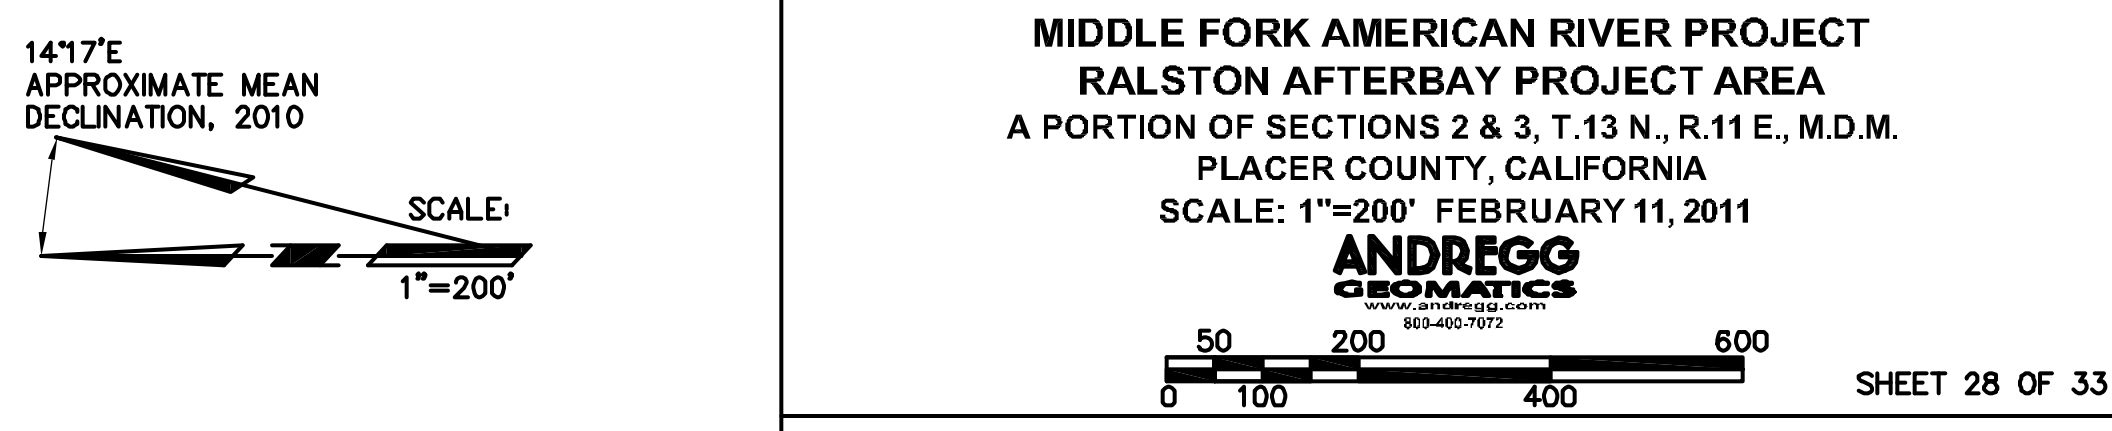 14°17'E
APPROXIMATE MEAN
DECLINATION, 2010
SCALE:
1"=200'
MIDDLE FORK AMERICAN RIVER PROJECT
RALSTON AFTERBAY PROJECT AREA
A PORTION OF SECTIONS 2 & 3, T.13 N., R.11 E., M.D.M.
PLACER COUNTY, CALIFORNIA
SCALE: 1"=200' FEBRUARY 11, 2011
ANDREGG
GEOMATICS
www.andregg.com
800-400-7072
50 200 600
0 100 400
SHEET 28 OF 33